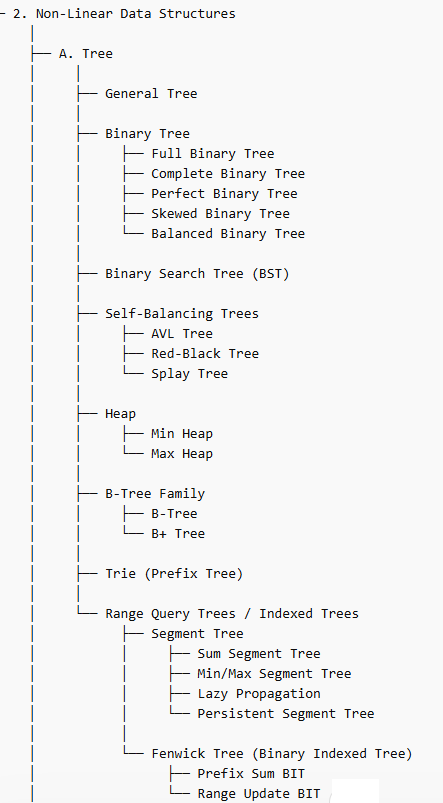 2. Non-Linear Data Structures
A. Tree
General Tree
Binary Tree
Full Binary Tree
Complete Binary Tree
Perfect Binary Tree
Skewed Binary Tree
Balanced Binary Tree
Binary Search Tree (BST)
Self-Balancing Trees
AVL Tree
Red-Black Tree
Splay Tree
Heap
Min Heap
Max Heap
B-Tree Family
B-Tree
B+ Tree
Trie (Prefix Tree)
Range Query Trees / Indexed Trees
Segment Tree
Sum Segment Tree
Min/Max Segment Tree
Lazy Propagation
Persistent Segment Tree
Fenwick Tree (Binary Indexed Tree)
Prefix Sum BIT
Range Update BIT